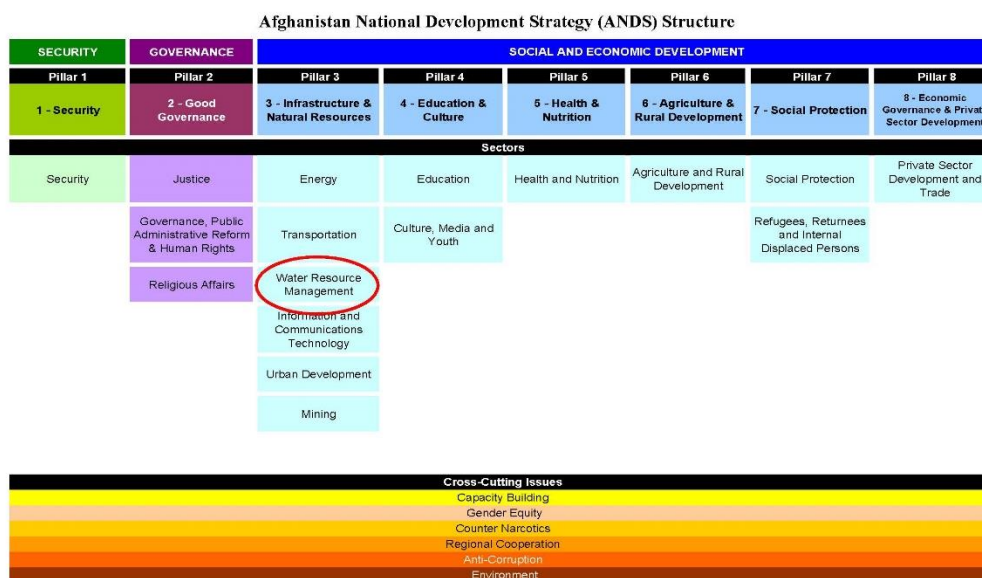 Afghanistan National Development Strategy (ANDS) Structure
SECURITY
GOVERNANCE
SOCIAL AND ECONOMIC DEVELOPMENT
Pillar 1
Pillar 2
Pillar 3
Pillar 4
Pillar 5
Pillar 6
Pillar 7
Pillar 8
1 - Security
2 - Good
Governance
3 - Infrastructure &
Natural Resources
4 - Education &
Culture
5 - Health &
Nutrition
6 - Agriculture &
Rural Development
7 - Social Protection
8 - Economic
Governance & Private
Sector Development
Sectors
Security
Justice
Energy
Education
Health and Nutrition
Agriculture and Rural
Development
Social Protection
Private Sector
Development and
Trade
Governance, Public
Administrative Reform
& Human Rights
Transportation
Culture, Media and
Youth
Refugees, Returnees
and Internal
Displaced Persons
Religious Affairs
Water Resource
Management
Information and
Communications
Technology
Urban Development
Mining
Cross-Cutting Issues
Capacity Building
Gender Equity
Counter Narcotics
Regional Cooperation
Anti-Corruption
Environment